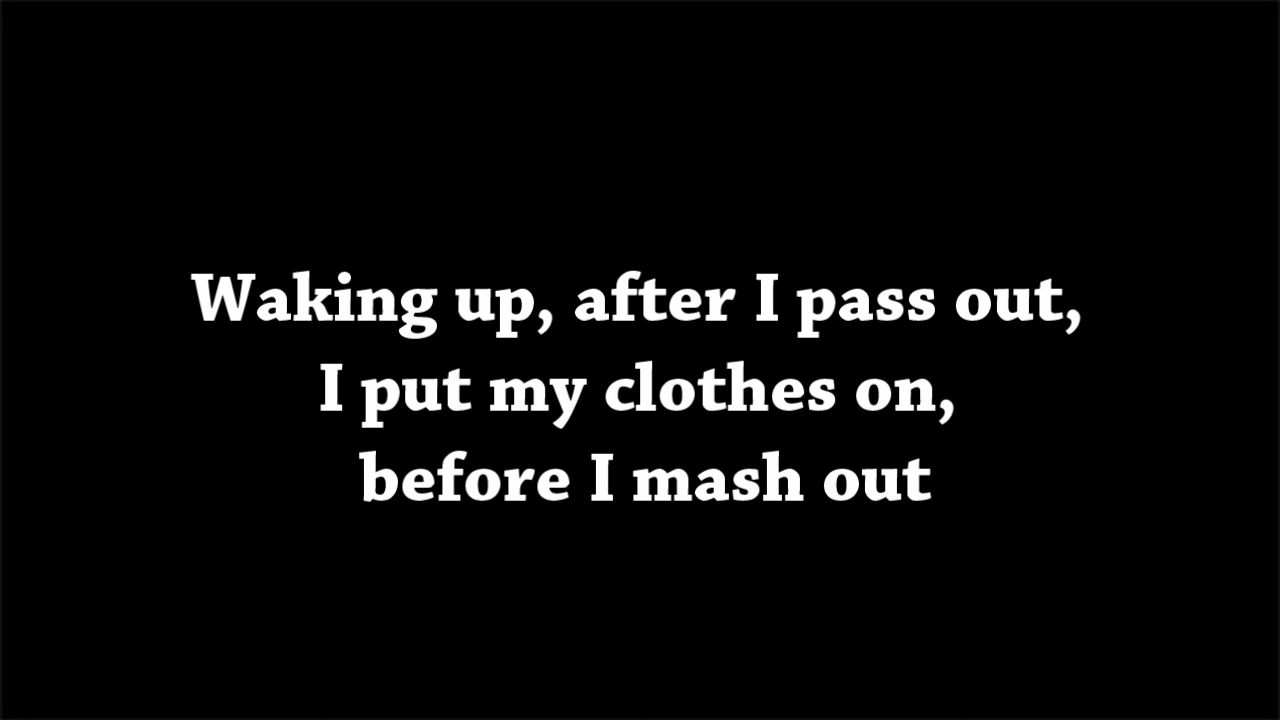 Waking up, after I pass out,
I put my clothes on,
before I mash out